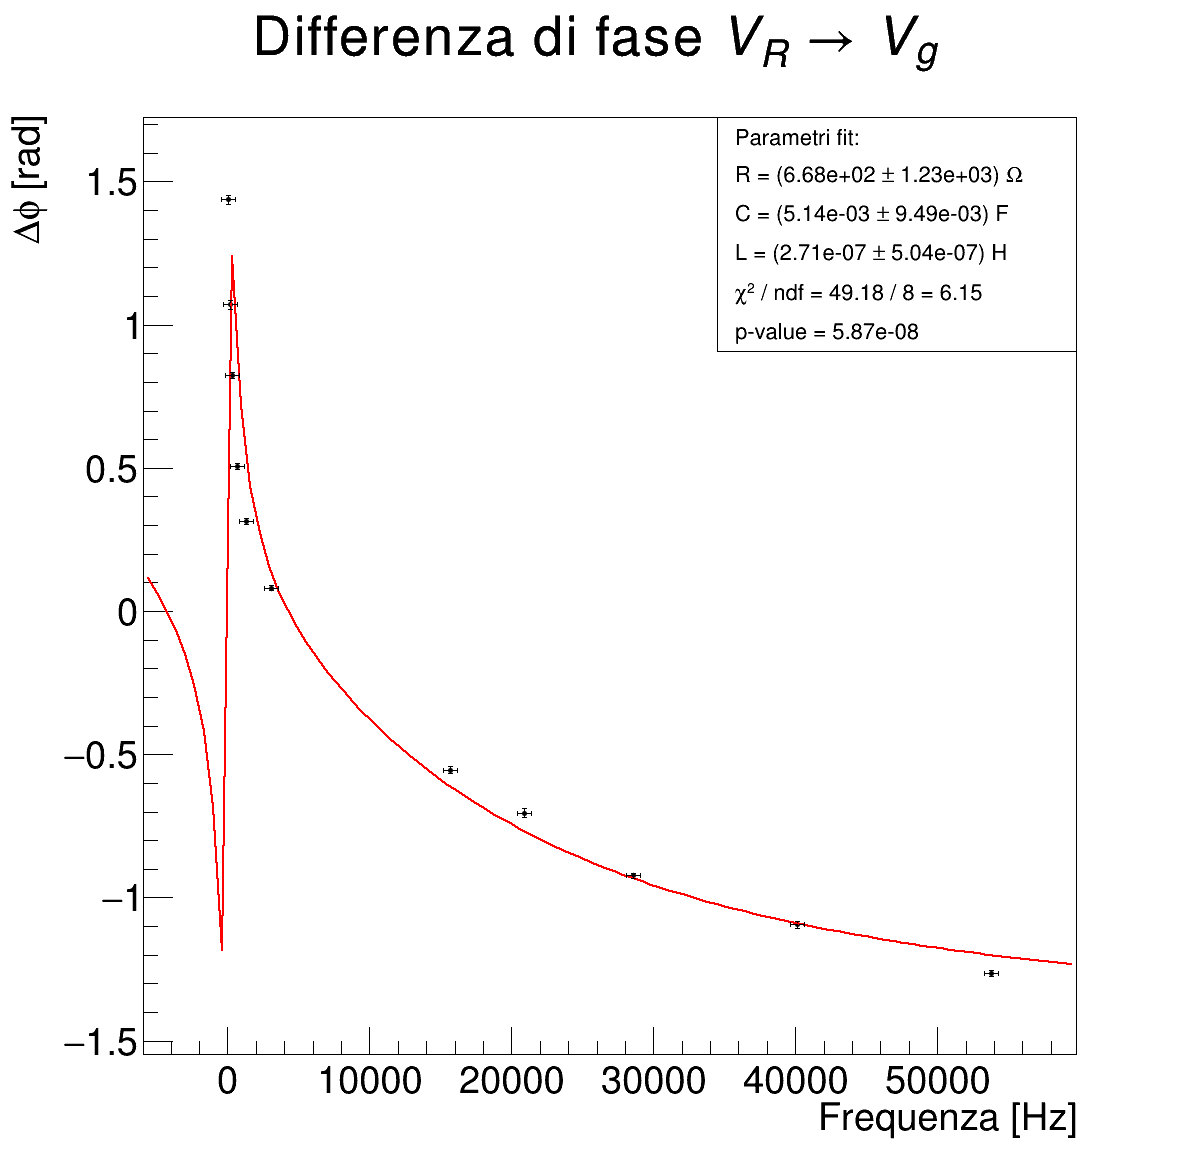 Differenza di fase V_R → V_g
Δϕ [rad]
Parametri fit:
R = (6.68e+02 ± 1.23e+03) Ω
C = (5.14e-03 ± 9.49e-03) F
L = (2.71e-07 ± 5.04e-07) H
χ² / ndf = 49.18 / 8 = 6.15
p-value = 5.87e-08
1.5
1
0.5
0
−0.5
−1
−1.5
0 10000 20000 30000 40000 50000
Frequenza [Hz]